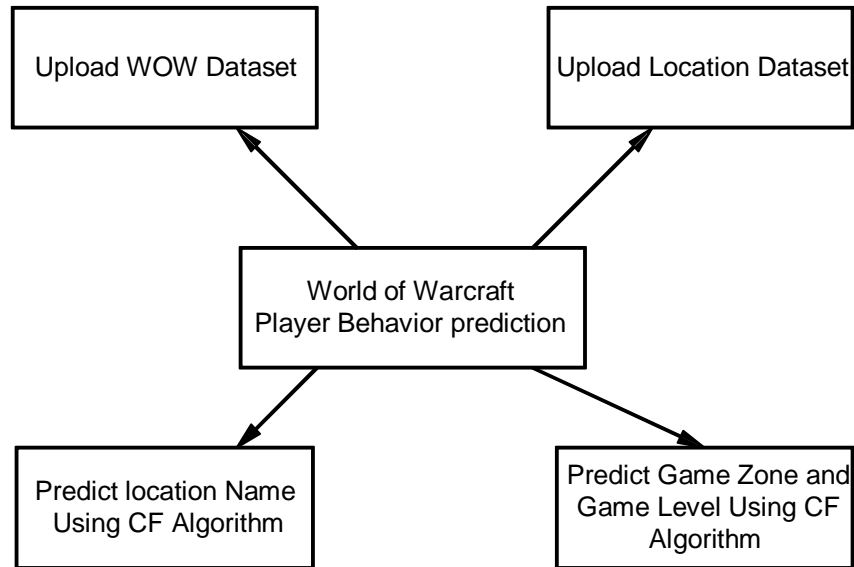 Upload WOW Dataset
Upload Location Dataset
World of Warcraft
Player Behavior prediction
Predict location Name
Using CF Algorithm
Predict Game Zone and
Game Level Using CF
Algorithm